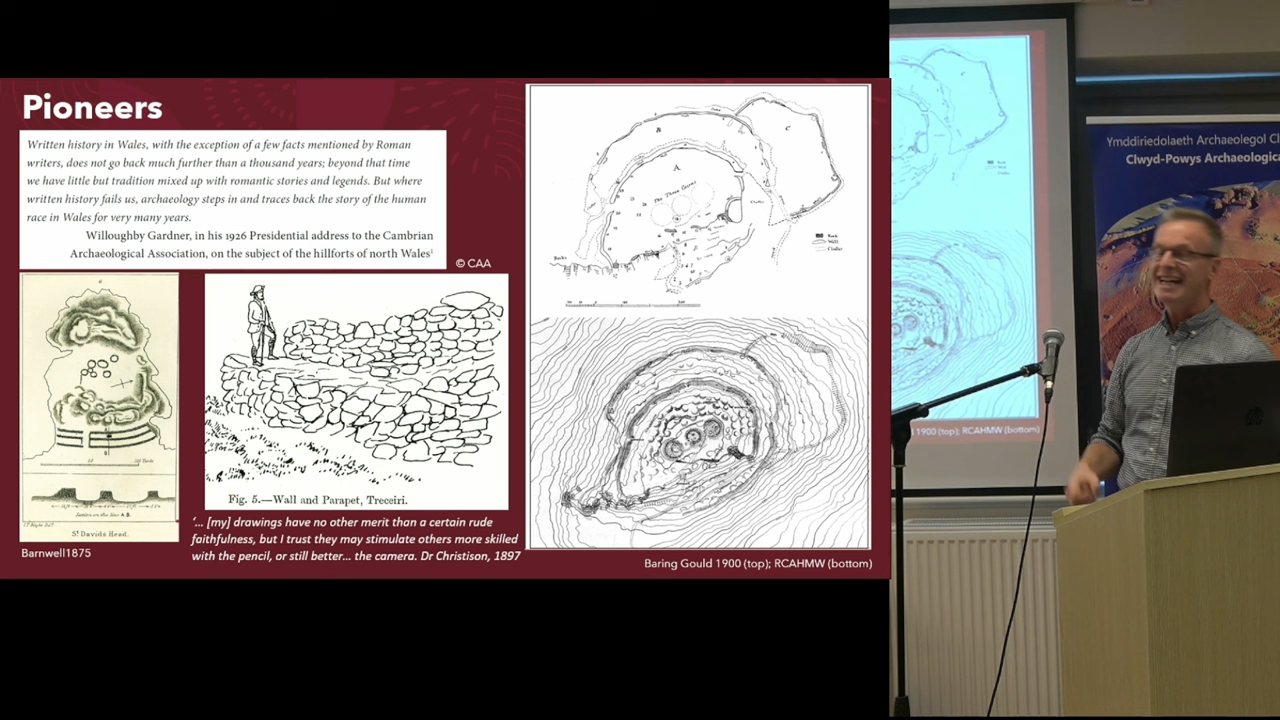 Pioneers
Written history in Wales, with the exception of a few facts mentioned by Roman
writers, does not go back much further than a thousand years; beyond that time
we have little but tradition mixed up with romantic stories and legends. But where
written history fails us, archaeology steps in and traces back the story of the human
race in Wales for very many years.
Willoughby Gardner, in his 1926 Presidential address to the Cambrian
Archaeological Association, on the subject of the hillforts of north Wales¹
© CAA
St Davids Head.
Barnwell1875
Fig. 5.—Wall and Parapet, Treceiri.
‘... [my] drawings have no other merit than a certain rude
faithfulness, but I trust they may stimulate others more skilled
with the pencil, or still better... the camera. Dr Christison, 1897
B
C
A
The Three Cairns
Baring Gould 1900 (top); RCAHMW (bottom)
1900 (top); RCAHMW (bottom)
Ymddiriedolaeth Archaeolegol Cl
Clwyd-Powys Archaeologica